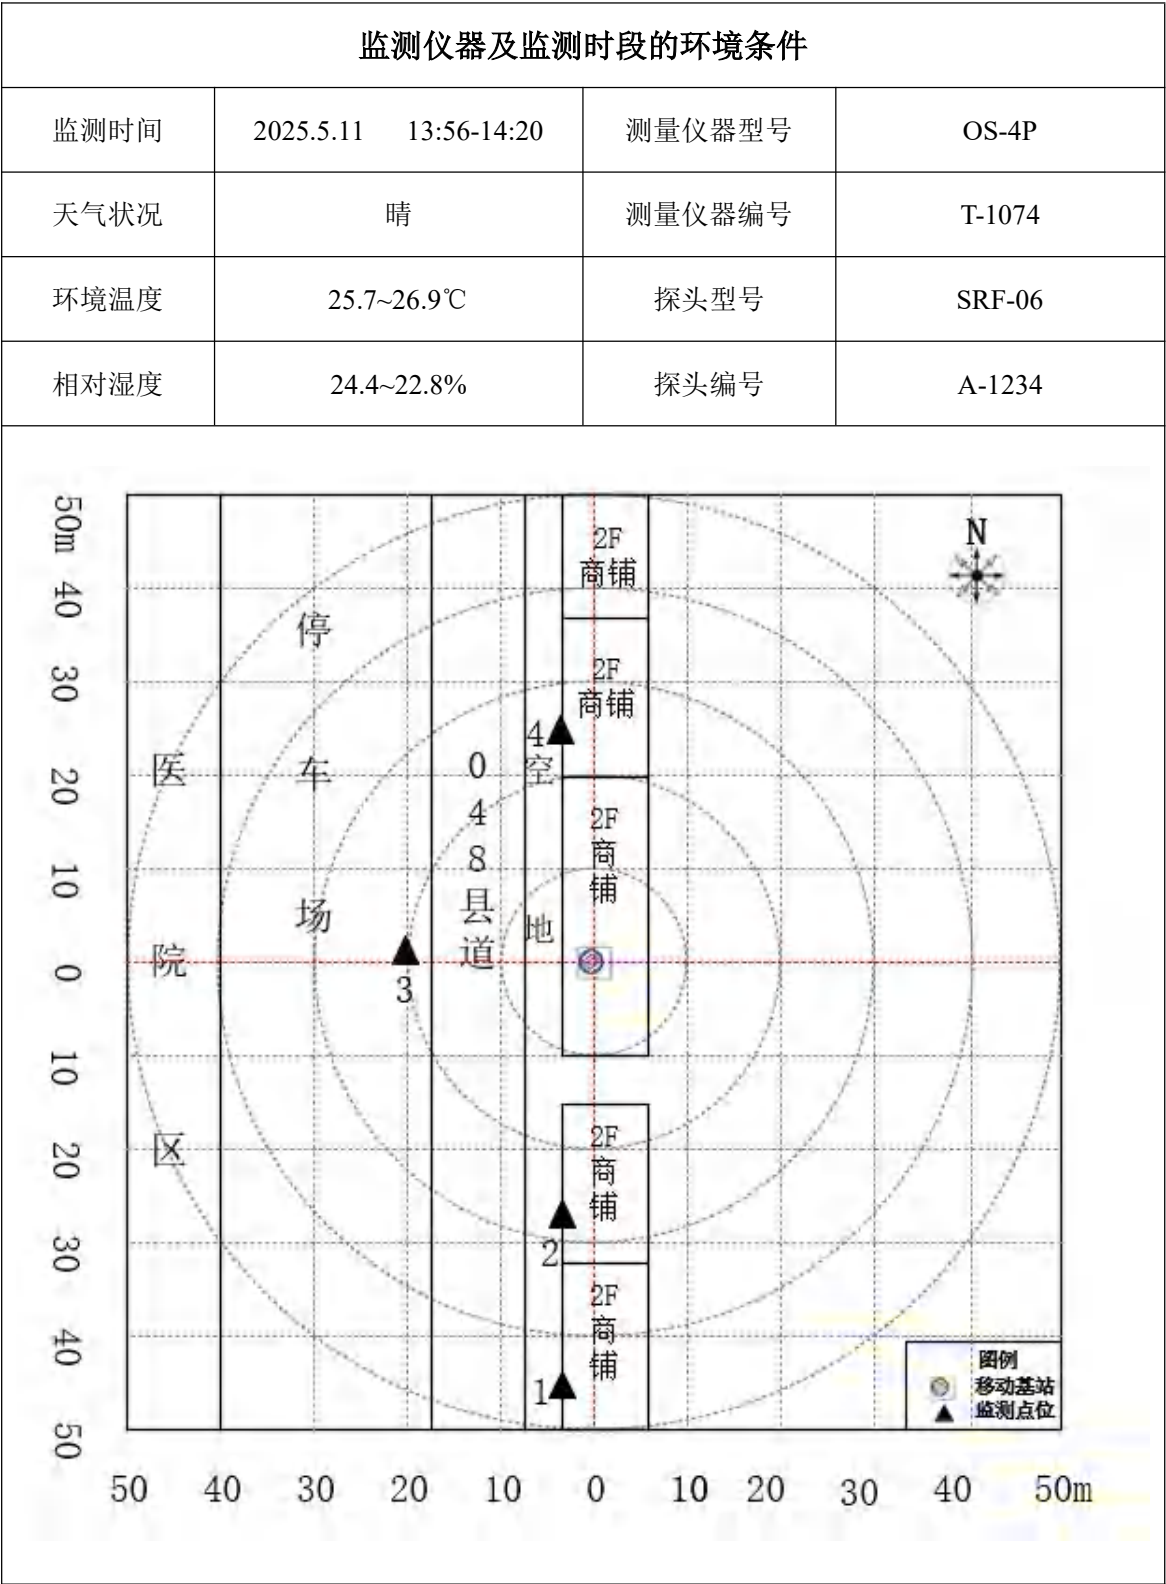 监测仪器及监测时段的环境条件
监测时间 2025.5.11 13:56-14:20 测量仪器型号 OS-4P
天气状况 晴 测量仪器编号 T-1074
环境温度 25.7~26.9℃ 探头型号 SRF-06
相对湿度 24.4~22.8% 探头编号 A-1234
50m
40
30
20
10
0
10
20
30
40
50
医院区
停车场
048县道
空地
2F
商铺
2F
商铺
2F
商
铺
2F
商
铺
2F
商
铺
4
3
2
1
N
图例
移动基站
监测点位
50 40 30 20 10 0 10 20 30 40 50m